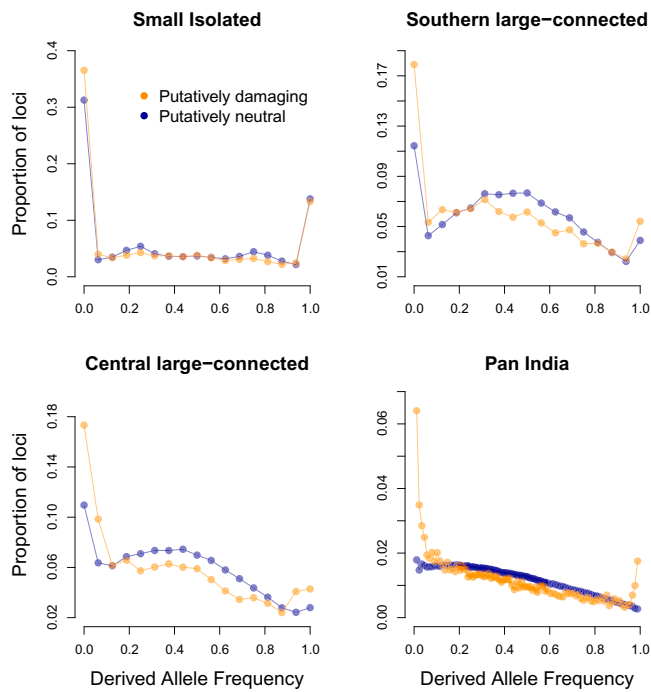 Small Isolated
Southern large−connected
Proportion of loci
0.0 0.1 0.2 0.3 0.4
Putatively damaging
Putatively neutral
0.0 0.2 0.4 0.6 0.8 1.0
0.01 0.05 0.09 0.13 0.17
0.0 0.2 0.4 0.6 0.8 1.0
Central large−connected
Pan India
Proportion of loci
0.02 0.06 0.10 0.14 0.18
0.0 0.2 0.4 0.6 0.8 1.0
Derived Allele Frequency
0.00 0.02 0.04 0.06
0.0 0.2 0.4 0.6 0.8 1.0
Derived Allele Frequency